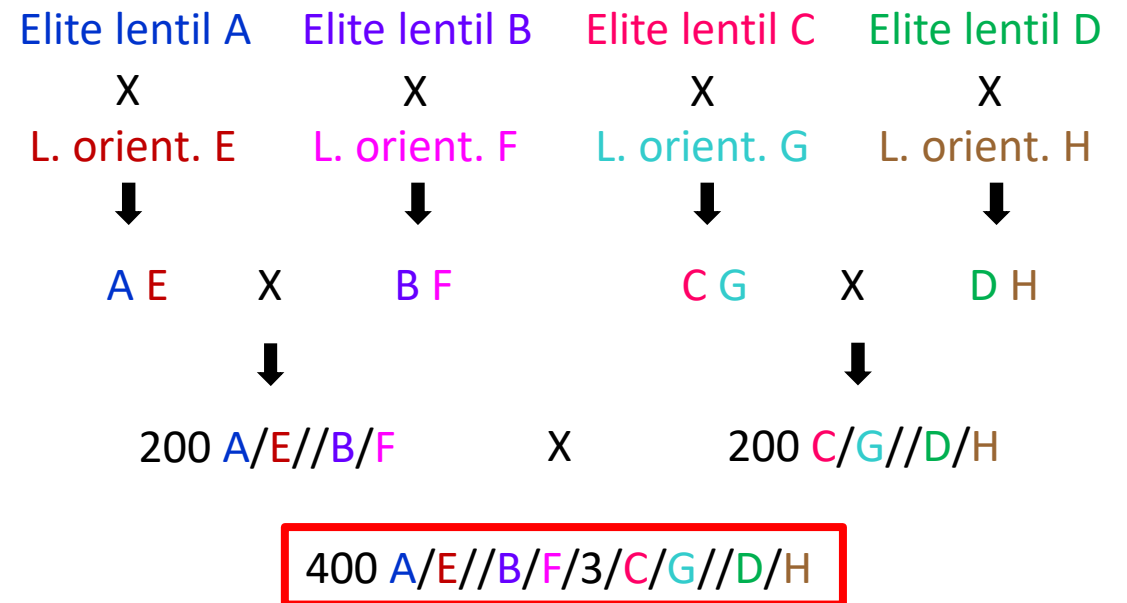 Elite lentil A Elite lentil B Elite lentil C Elite lentil D
X X X X
L. orient. E L. orient. F L. orient. G L. orient. H
A E X B F C G X D H
200 A/E//B/F X 200 C/G//D/H
400 A/E//B/F/3/C/G//D/H